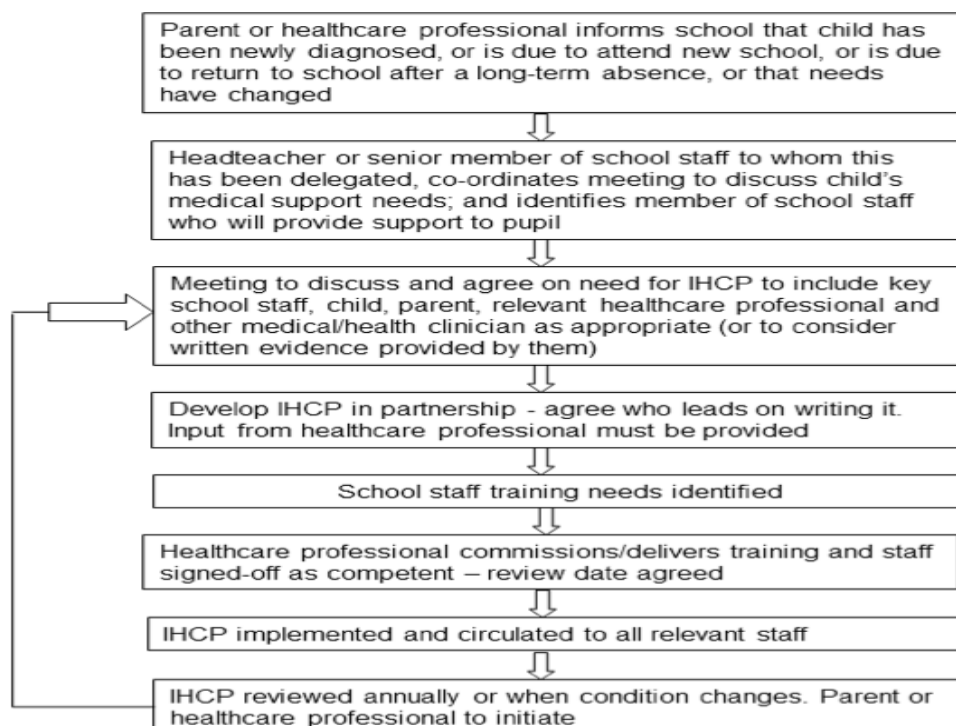 Parent or healthcare professional informs school that child has
been newly diagnosed, or is due to attend new school, or is due
to return to school after a long-term absence, or that needs
have changed
Headteacher or senior member of school staff to whom this
has been delegated, co-ordinates meeting to discuss child's
medical support needs; and identifies member of school staff
who will provide support to pupil
Meeting to discuss and agree on need for IHCP to include key
school staff, child, parent, relevant healthcare professional and
other medical/health clinician as appropriate (or to consider
written evidence provided by them)
Develop IHCP in partnership - agree who leads on writing it.
Input from healthcare professional must be provided
School staff training needs identified
Healthcare professional commissions/delivers training and staff
signed-off as competent – review date agreed
IHCP implemented and circulated to all relevant staff
IHCP reviewed annually or when condition changes. Parent or
healthcare professional to initiate